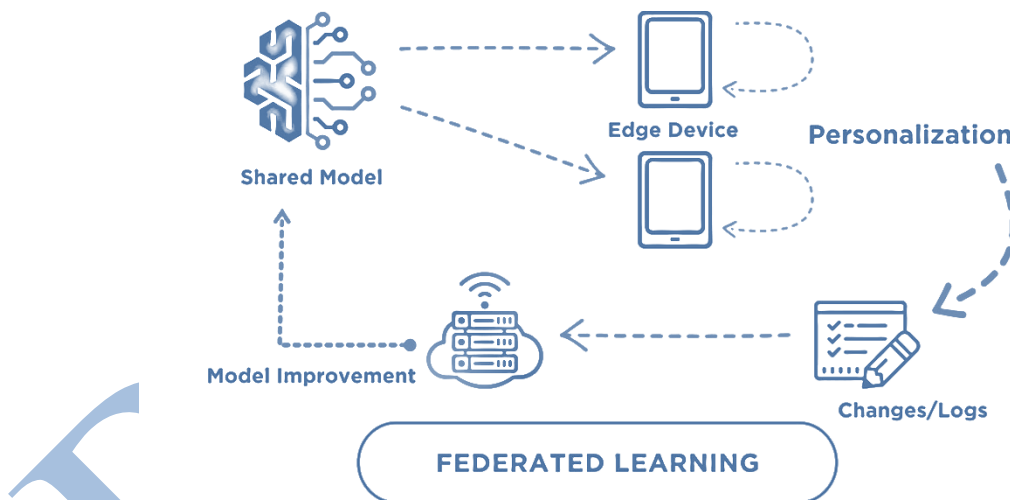 Edge Device
Personalization
Shared Model
Model Improvement
Changes/Logs
FEDERATED LEARNING